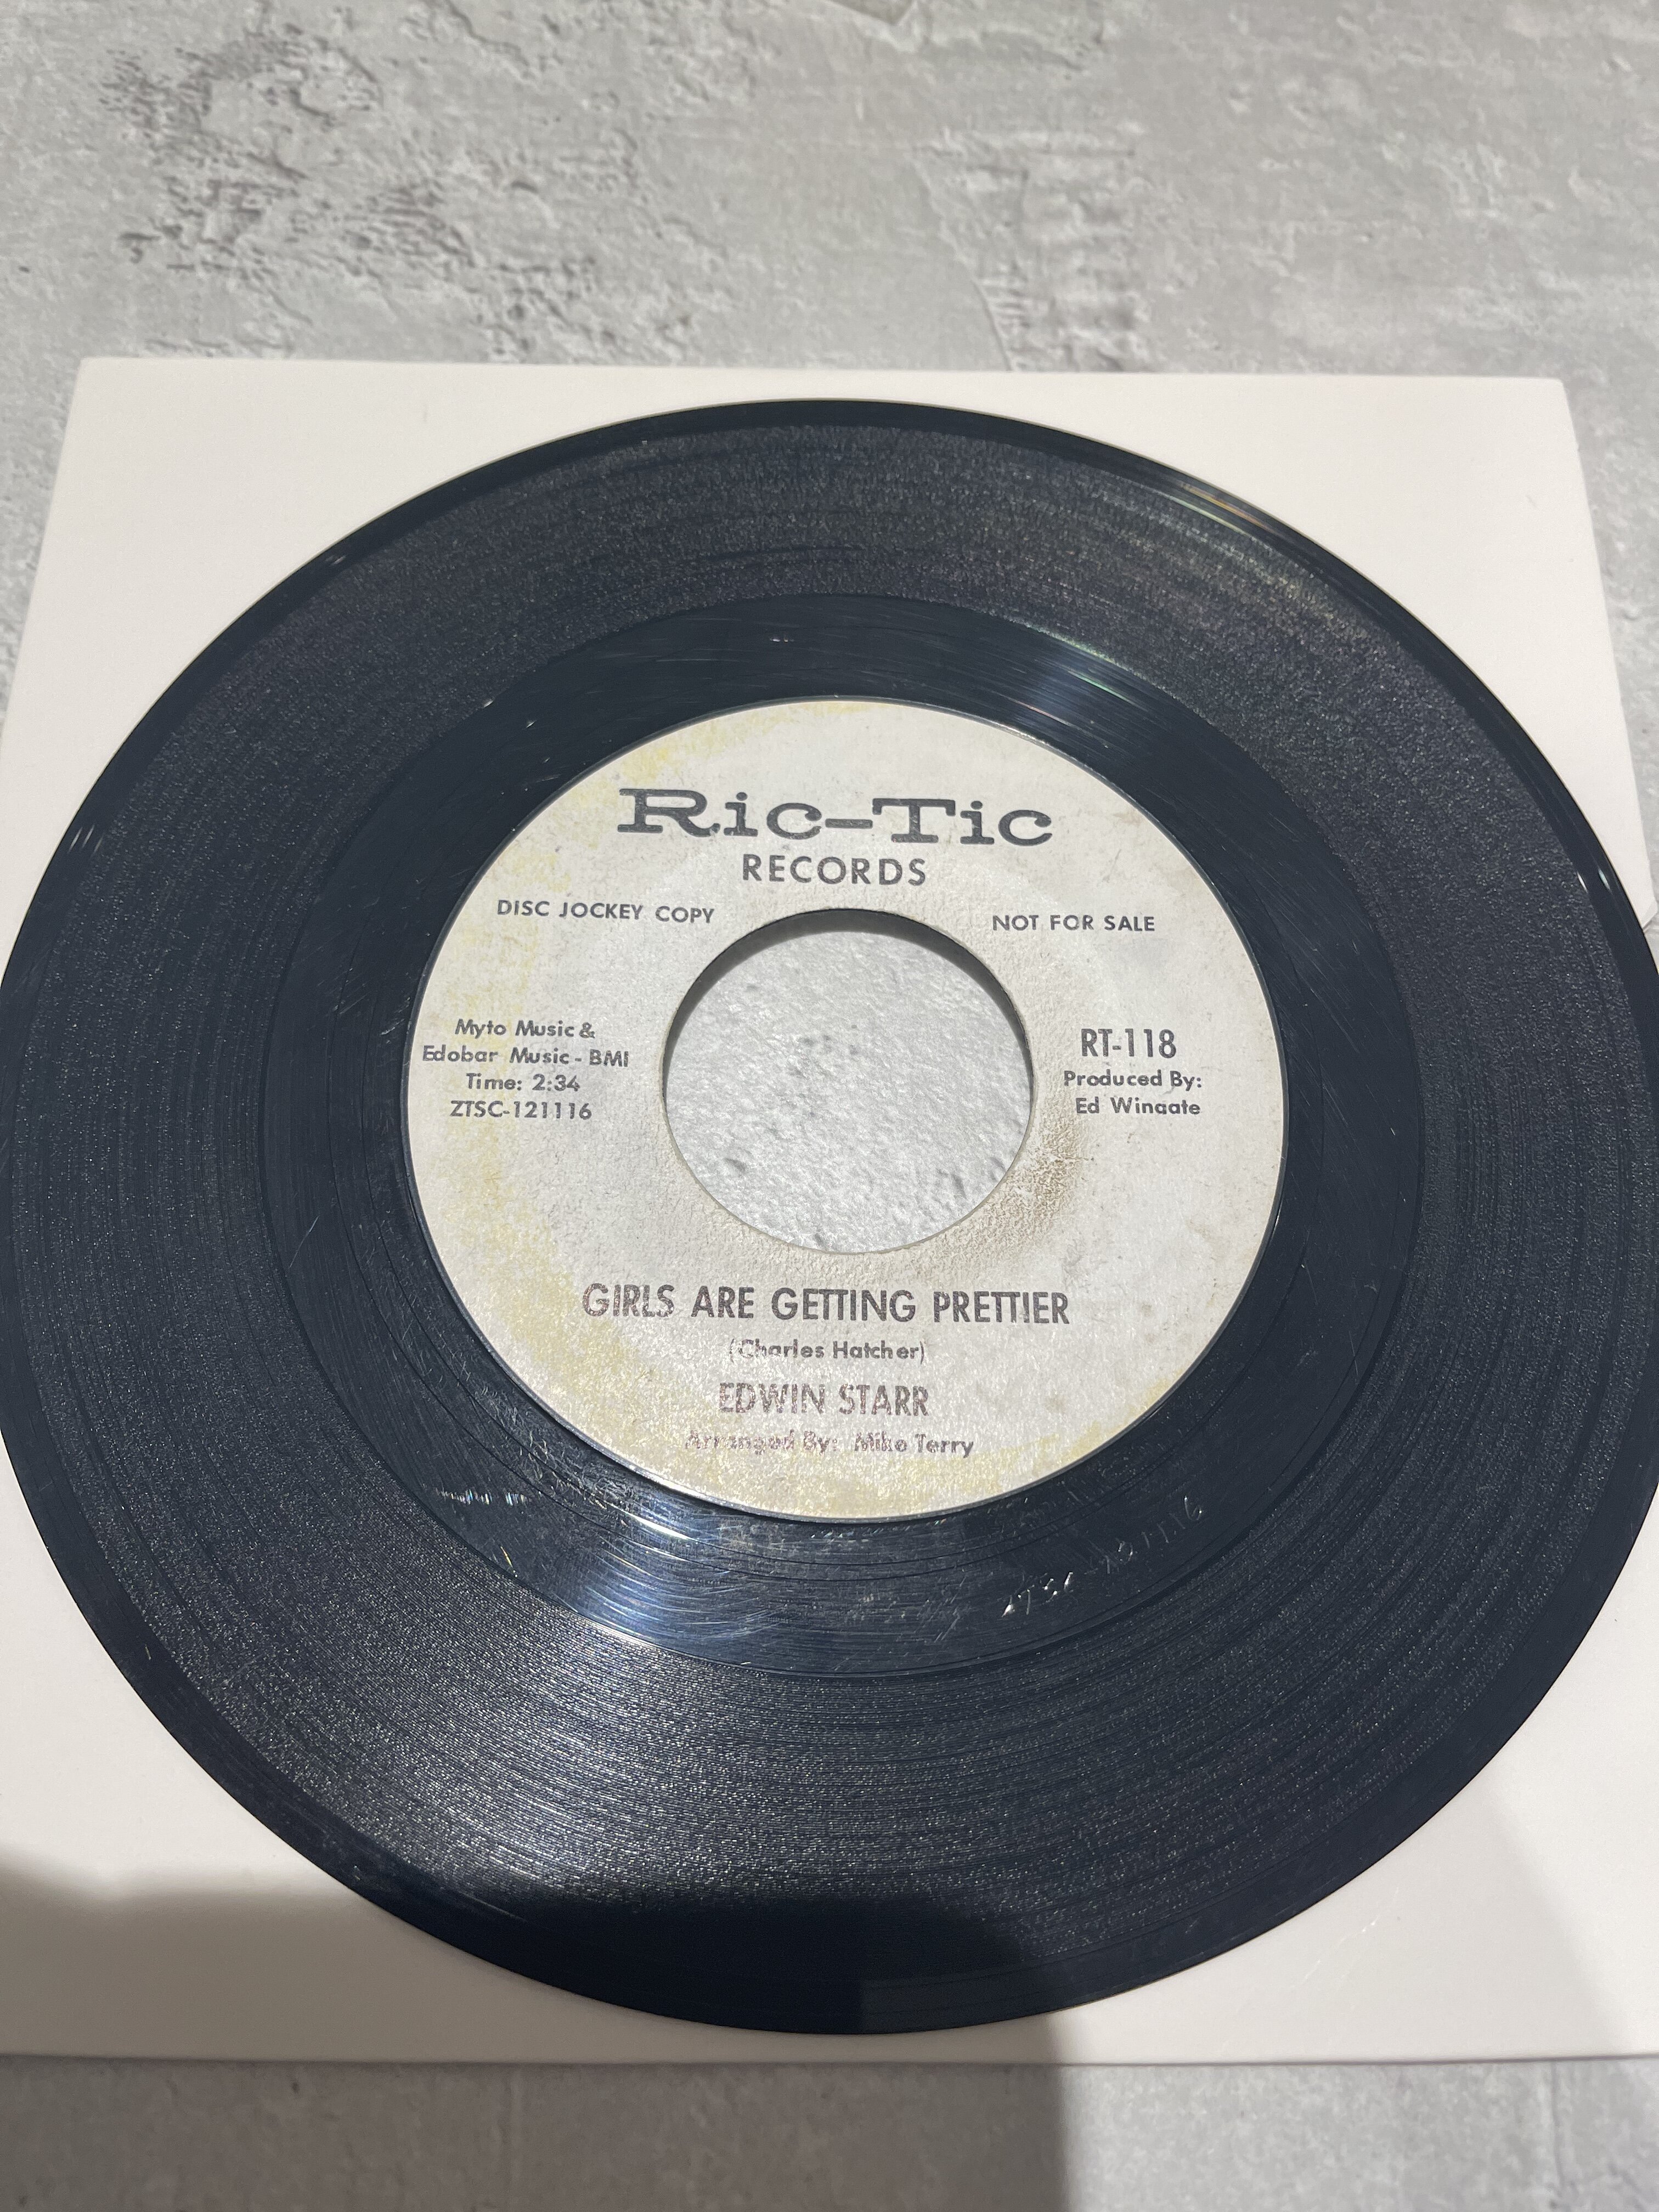 Ric-Tic
RECORDS
DISC JOCKEY COPY
NOT FOR SALE
Myto Music &
Edobar Music - BMI
Time: 2:34
ZTSC-121116
RT-118
Produced By:
Ed Wingate
GIRLS ARE GETTING PRETTIER
(Charles Hatcher)
EDWIN STARR
Arranged By: Mike Terry